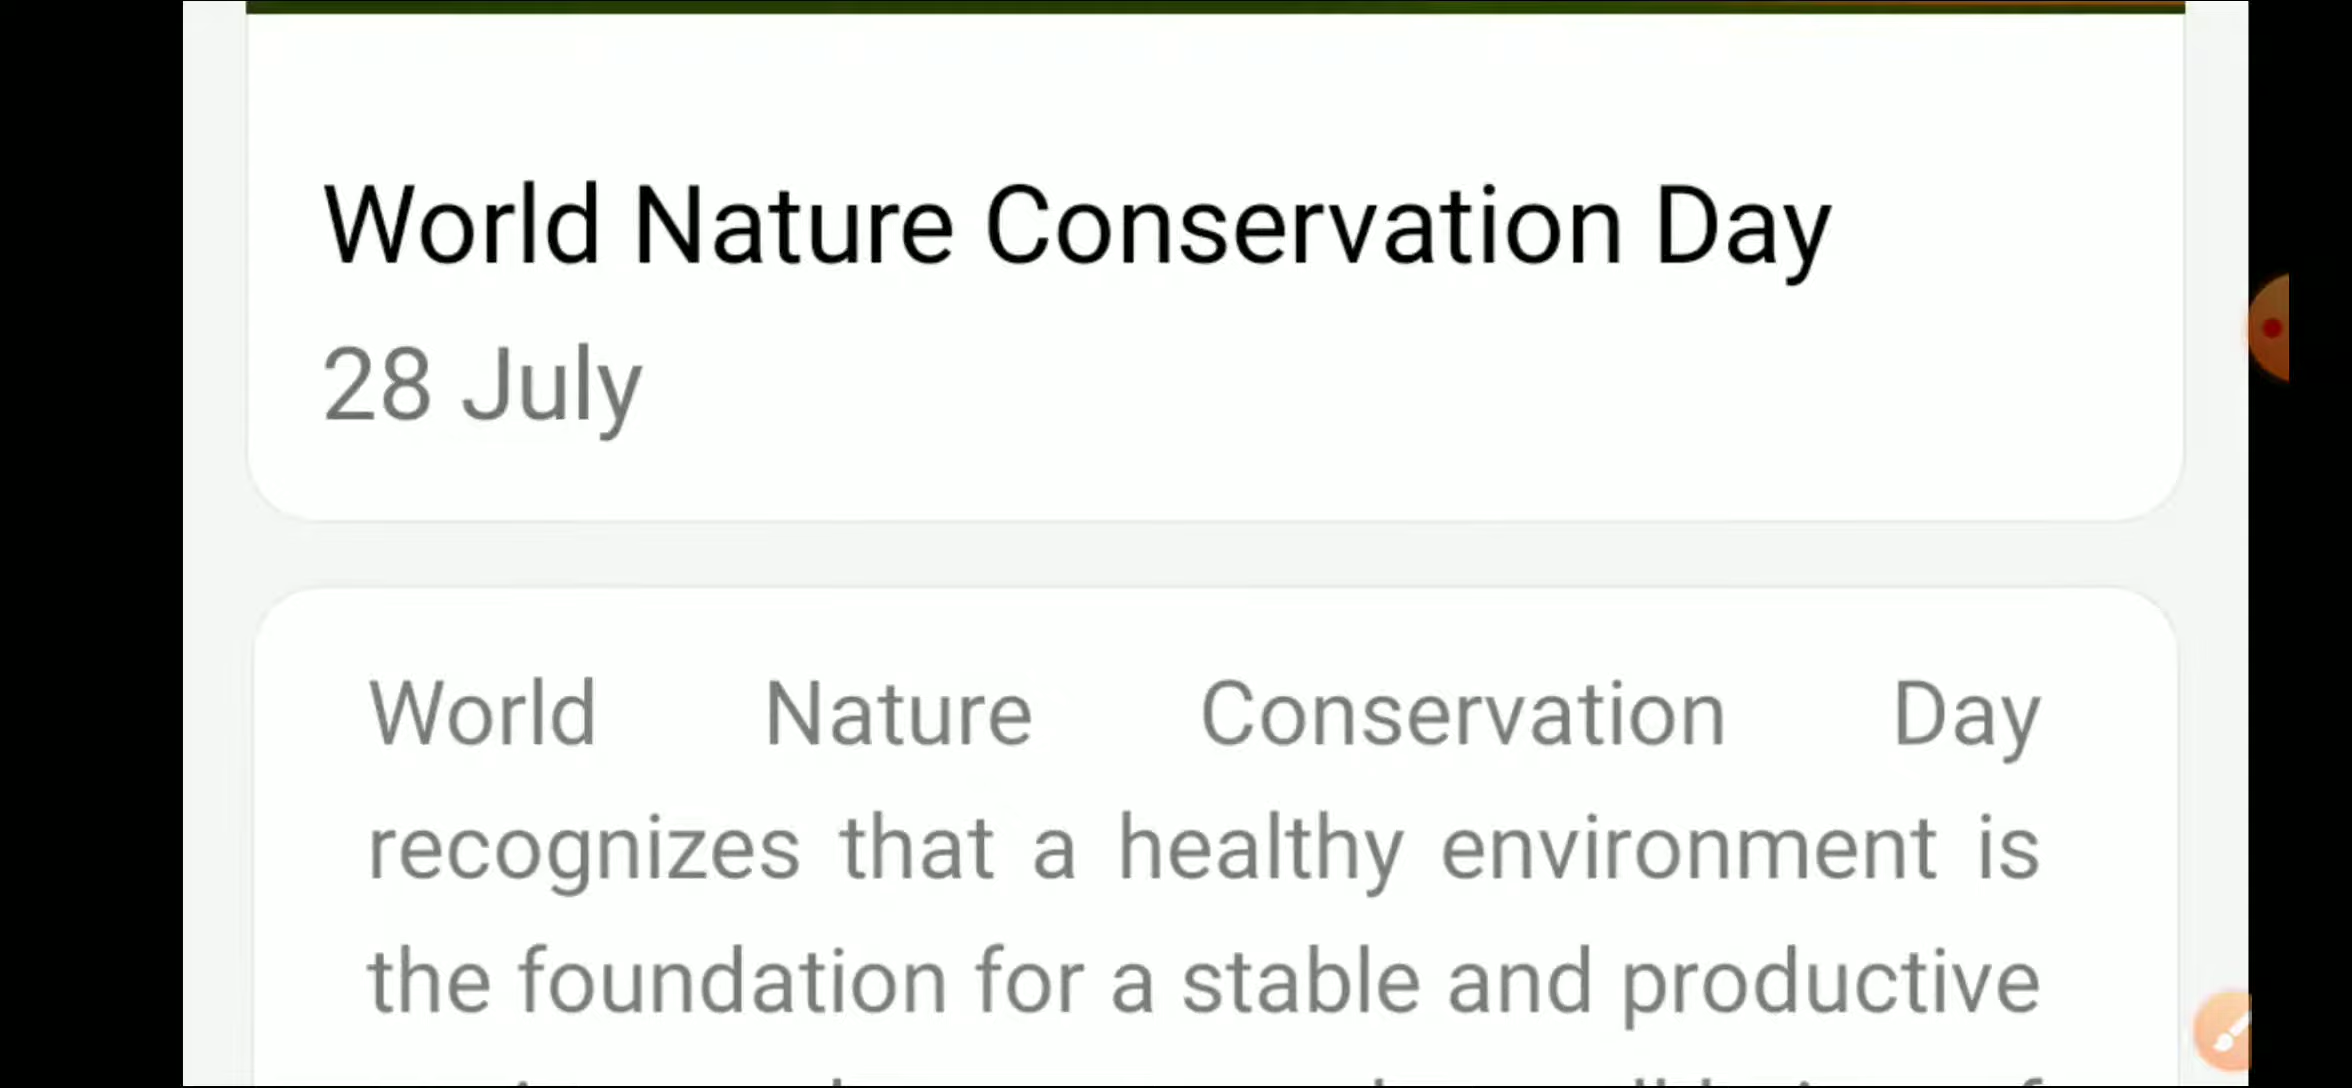 World Nature Conservation Day
28 July
World Nature Conservation Day
recognizes that a healthy environment is
the foundation for a stable and productive